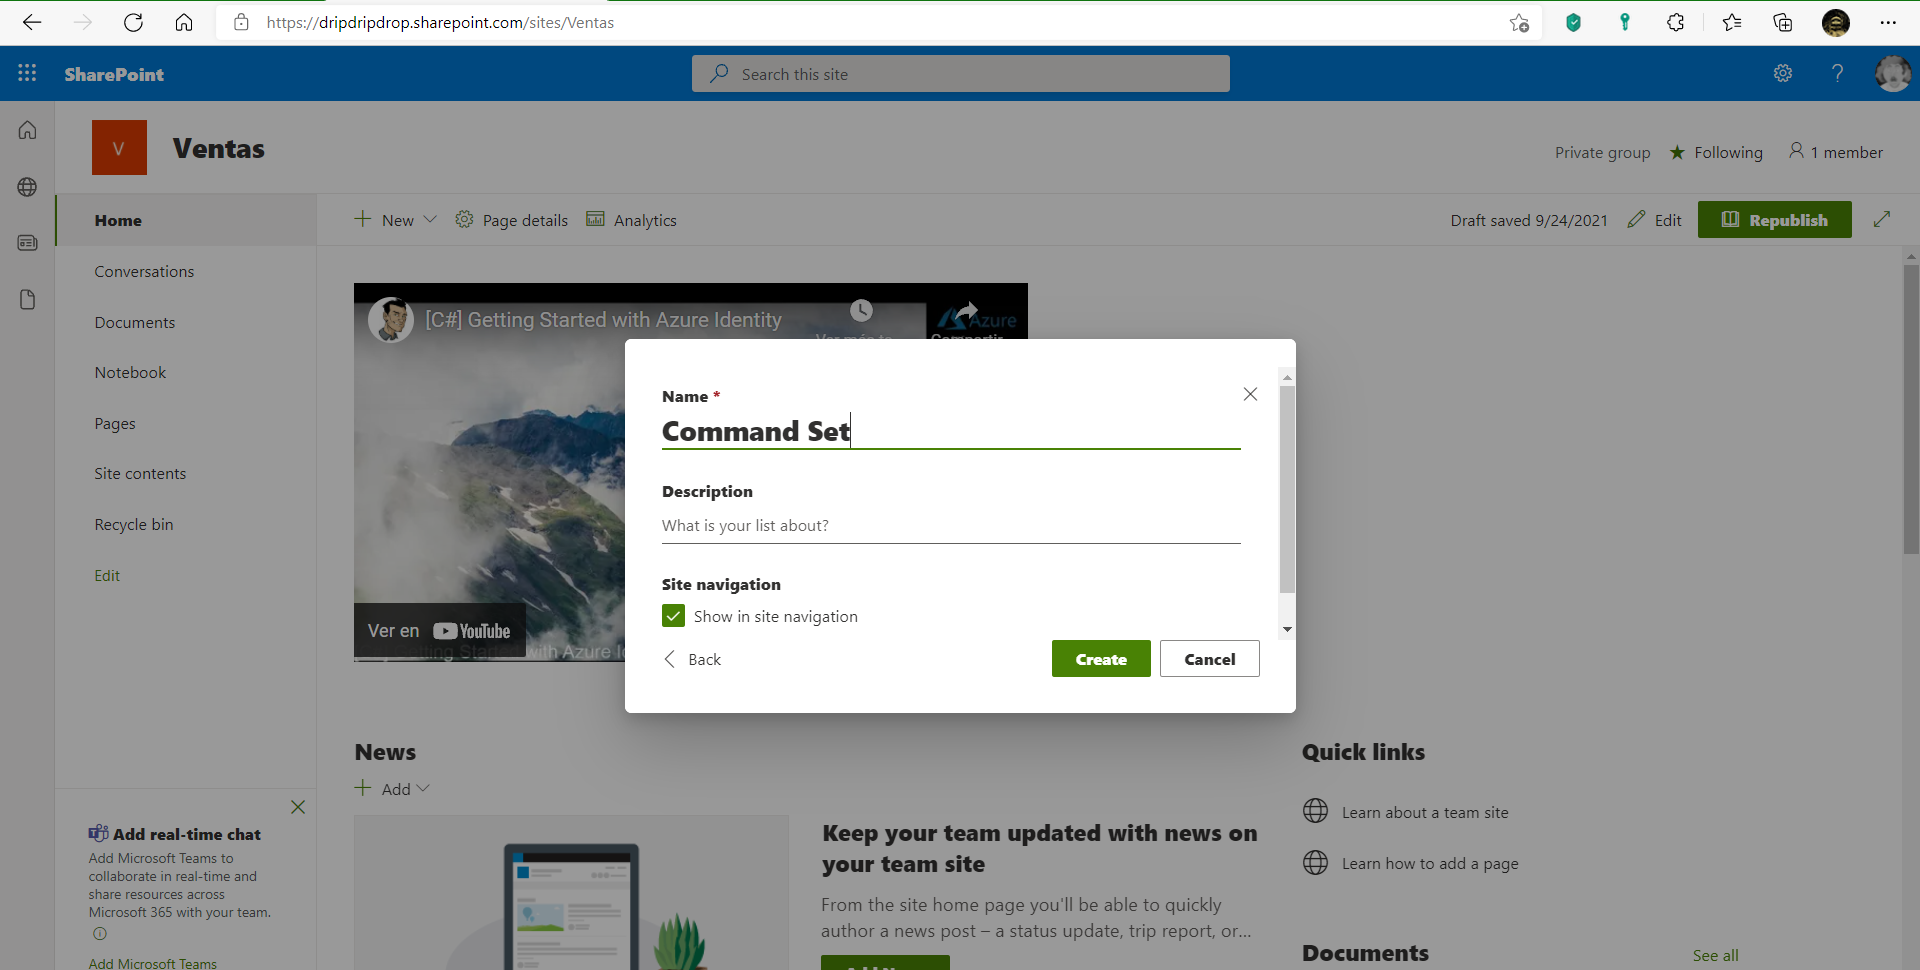 https://dripdripdrop.sharepoint.com/sites/Ventas
SharePoint
Search this site
?
V
Ventas
Private group
Following
1 member
Home
New
Page details
Analytics
Draft saved 9/24/2021
Edit
Republish
Conversations
Documents
Notebook
Pages
Site contents
Recycle bin
Edit
[C#] Getting Started with Azure Identity
Azure
Compartir
Name *
Command Set
Description
What is your list about?
Site navigation
Show in site navigation
Back
Create
Cancel
Ver en YouTube
Getting Started with Azure
News
Add
Quick links
Learn about a team site
Learn how to add a page
Keep your team updated with news on
your team site
From the site home page you'll be able to quickly
author a news post – a status update, trip report, or...
Documents
See all
Add real-time chat
Add Microsoft Teams to
collaborate in real-time and
share resources across
Microsoft 365 with your team.
Add Microsoft Teams